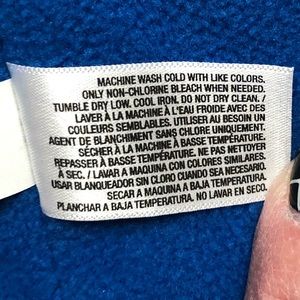 MACHINE WASH COLD WITH LIKE COLORS.
ONLY NON-CHLORINE BLEACH WHEN NEEDED.
TUMBLE DRY LOW. COOL IRON. DO NOT DRY CLEAN. /
LAVER À LA MACHINE À L'EAU FROIDE AVEC DES
COULEURS SEMBLABLES. UTILISER AU BESOIN UN
AGENT DE BLANCHIMENT SANS CHLORE UNIQUEMENT.
SÉCHER À LA MACHINE À BASSE TEMPÉRATURE.
REPASSER À BASSE TEMPÉRATURE. NE PAS NETTOYER
À SEC. / LAVAR A MAQUINA CON COLORES SIMILARES.
USAR BLANQUEADOR SIN CLORO CUANDO SEA NECESARIO.
SECAR A MAQUINA A BAJA TEMPERATURA.
PLANCHAR A BAJA TEMPERATURA. NO LAVAR EN SECO.